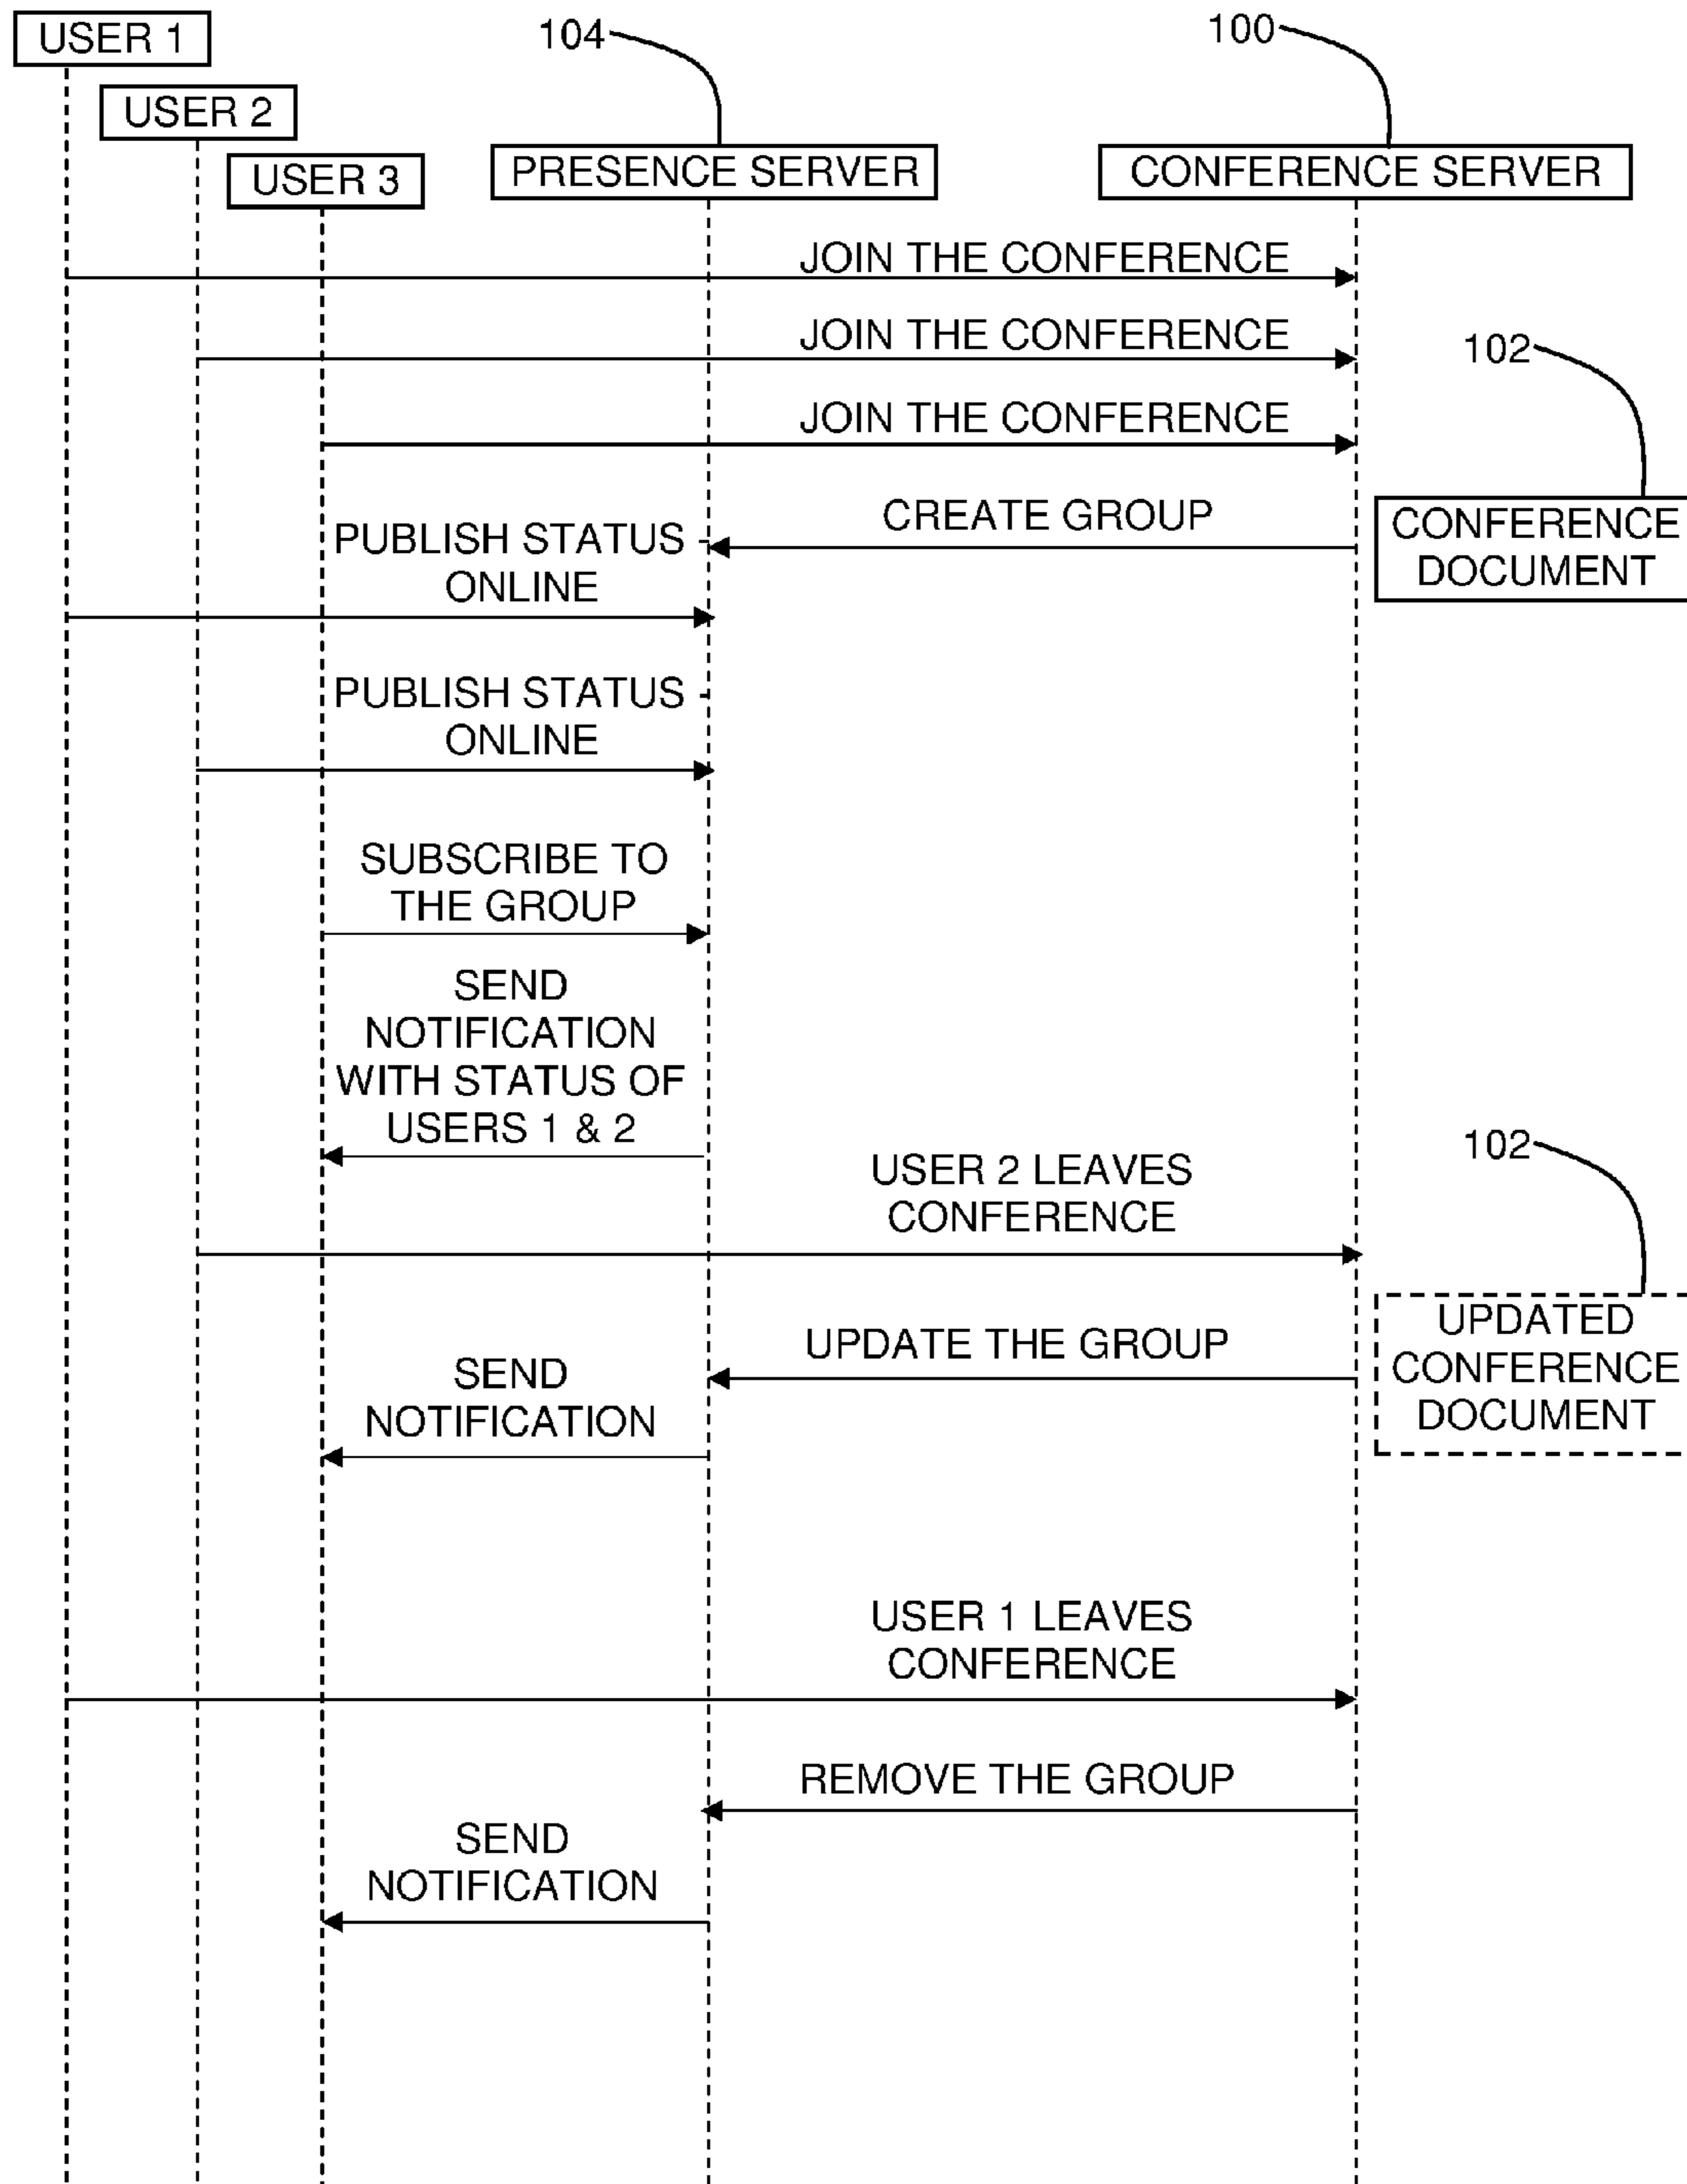 USER 1
104
100
USER 2
USER 3
PRESENCE SERVER
CONFERENCE SERVER
JOIN THE CONFERENCE
JOIN THE CONFERENCE
102
JOIN THE CONFERENCE
CREATE GROUP
CONFERENCE
DOCUMENT
PUBLISH STATUS -
ONLINE
PUBLISH STATUS -
ONLINE
SUBSCRIBE TO
THE GROUP
SEND
NOTIFICATION
WITH STATUS OF
USERS 1 & 2
102
USER 2 LEAVES
CONFERENCE
UPDATE THE GROUP
UPDATED
CONFERENCE
DOCUMENT
SEND
NOTIFICATION
USER 1 LEAVES
CONFERENCE
REMOVE THE GROUP
SEND
NOTIFICATION